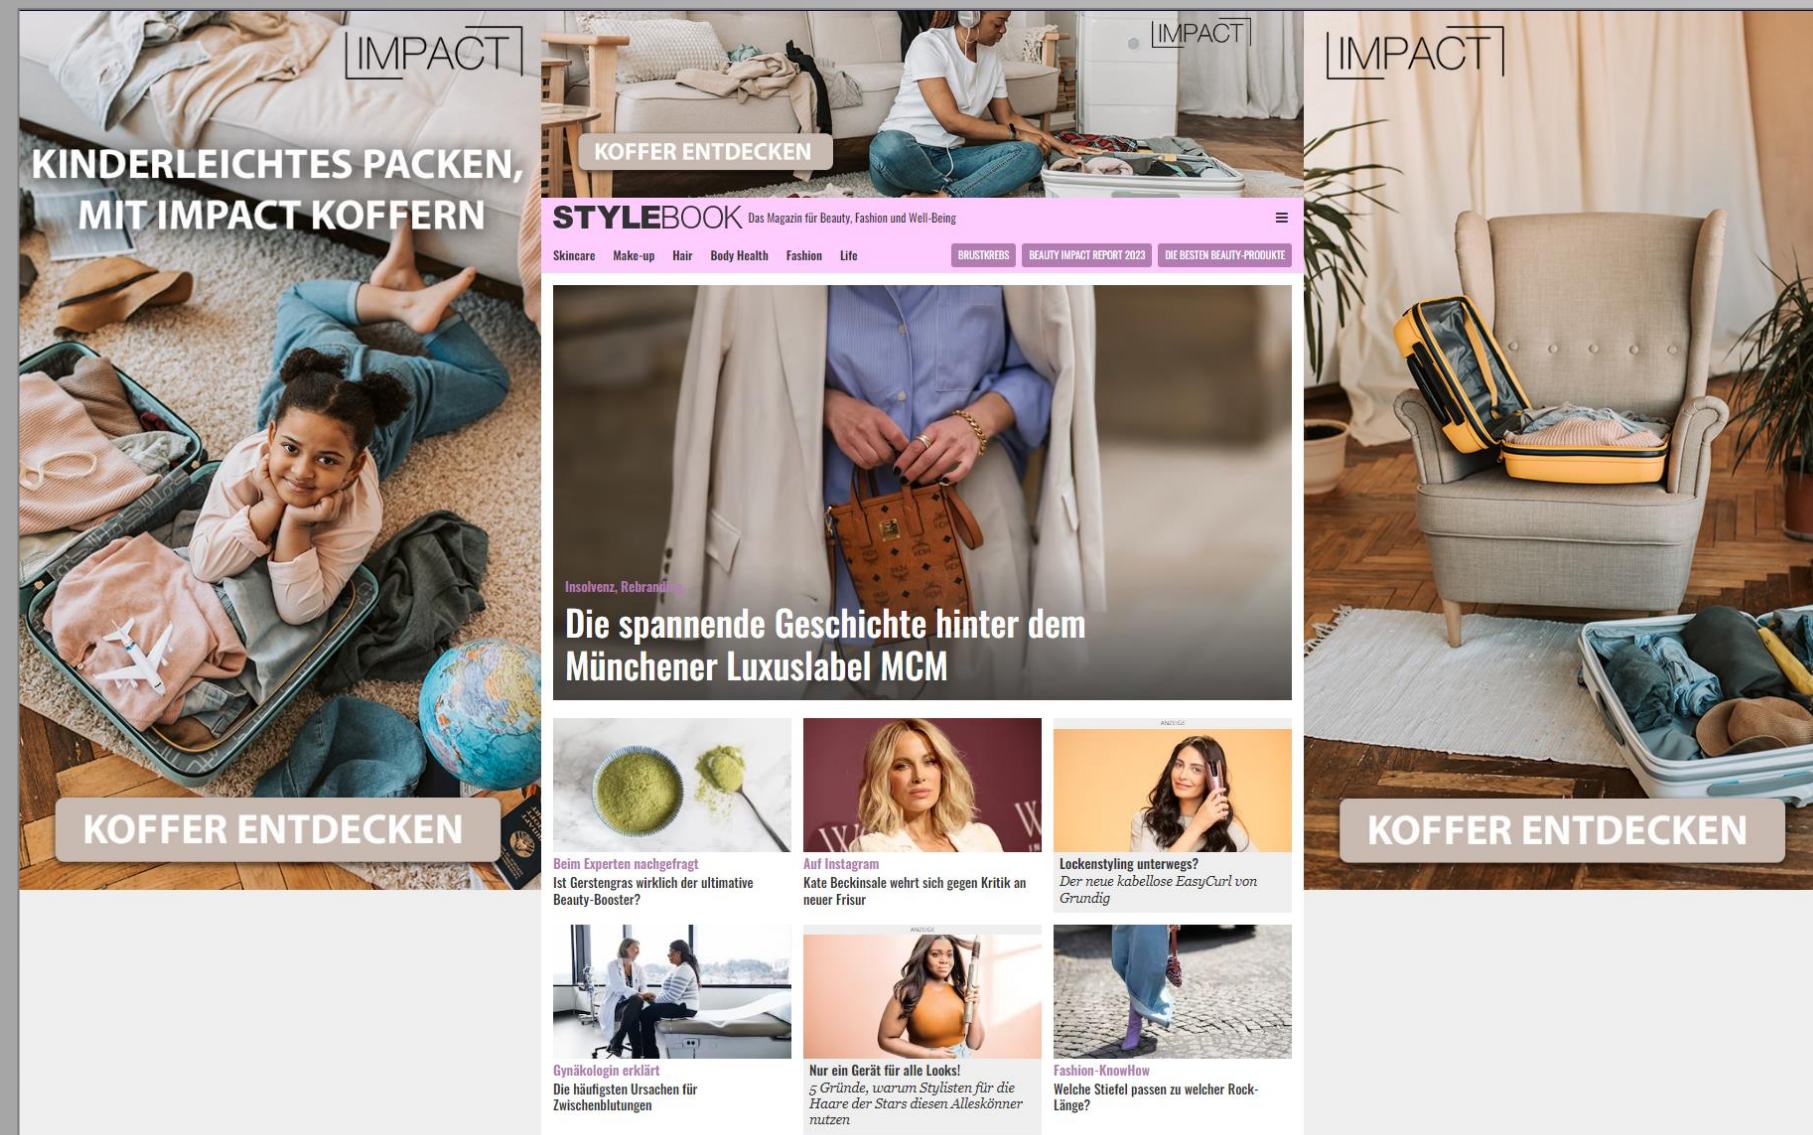 IMPACT
KINDERLEICHTES PACKEN,
MIT IMPACT KOFFERN
KOFFER ENTDECKEN
IMPACT
KOFFER ENTDECKEN
IMPACT
KOFFER ENTDECKEN
STYLEBOOK Das Magazin für Beauty, Fashion und Well-Being
Skincare Make-up Hair Body Health Fashion Life BRUSTKREBS BEAUTY IMPACT REPORT 2023 DIE BESTEN BEAUTY-PRODUKTE
Insolvenz, Rebranding
Die spannende Geschichte hinter dem
Münchener Luxuslabel MCM
Beim Experten nachgefragt
Ist Gerstengras wirklich der ultimative
Beauty-Booster?
Auf Instagram
Kate Beckinsale wehrt sich gegen Kritik an
neuer Frisur
ANZEIGE
Lockenstyling unterwegs?
Der neue kabellose EasyCurl von
Grundig
Gynäkologin erklärt
Die häufigsten Ursachen für
Zwischenblutungen
ANZEIGE
Nur ein Gerät für alle Looks!
5 Gründe, warum Stylisten für die
Haare der Stars diesen Alleskönner
nutzen
Fashion-KnowHow
Welche Stiefel passen zu welcher Rock-
Länge?